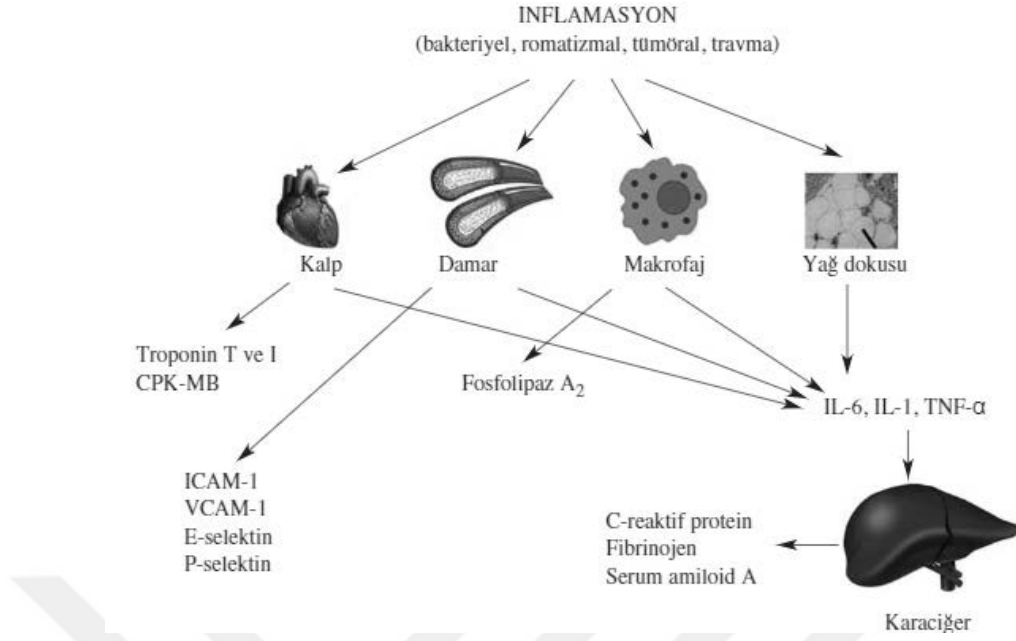 INFLAMASYON
(bakteriyel, romatizmal, tümöral, travma)
Kalp
Damar
Makrofaj
Yağ dokusu
Troponin T ve I
CPK-MB
Fosfolipaz A₂
IL-6, IL-1, TNF-α
ICAM-1
VCAM-1
E-selektin
P-selektin
C-reaktif protein
Fibrinojen
Serum amiloid A
Karaciğer